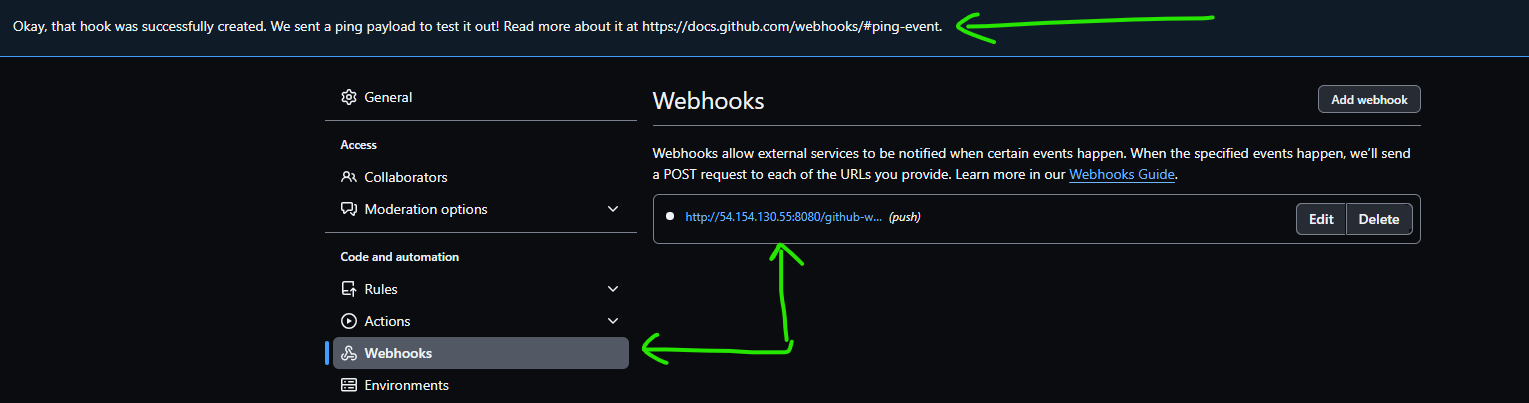 Okay, that hook was successfully created. We sent a ping payload to test it out! Read more about it at https://docs.github.com/webhooks/#ping-event.
General
Access
Collaborators
Moderation options
Code and automation
Rules
Actions
Webhooks
Environments
Webhooks
Add webhook
Webhooks allow external services to be notified when certain events happen. When the specified events happen, we’ll send
a POST request to each of the URLs you provide. Learn more in our Webhooks Guide.
http://54.154.130.55:8080/github-w... (push)
Edit
Delete